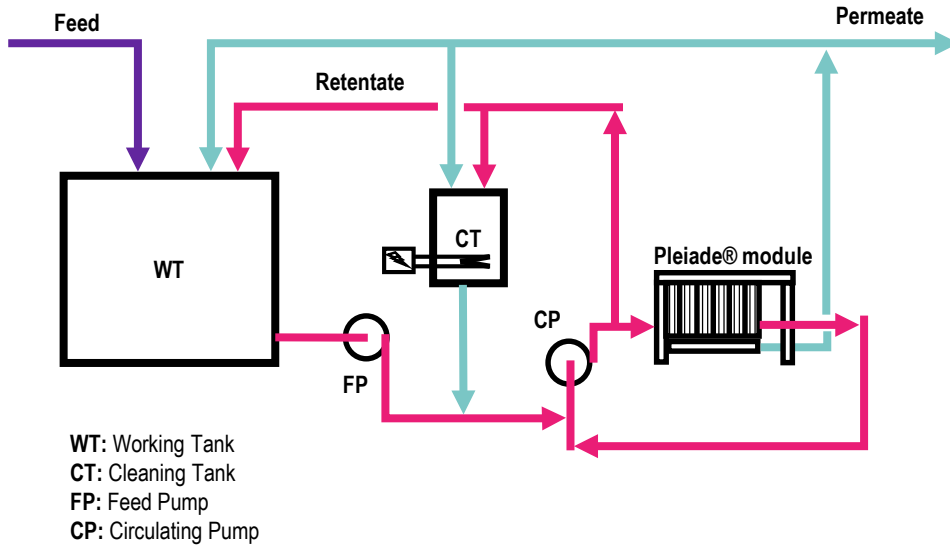 Feed
Permeate
Retentate
WT
CT
Pleiade® module
CP
FP
WT: Working Tank
CT: Cleaning Tank
FP: Feed Pump
CP: Circulating Pump